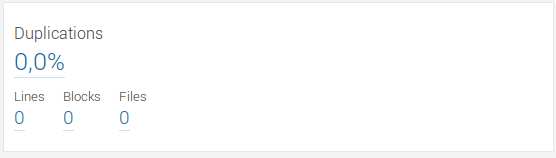 Duplications
0,0%
Lines Blocks Files
0 0 0